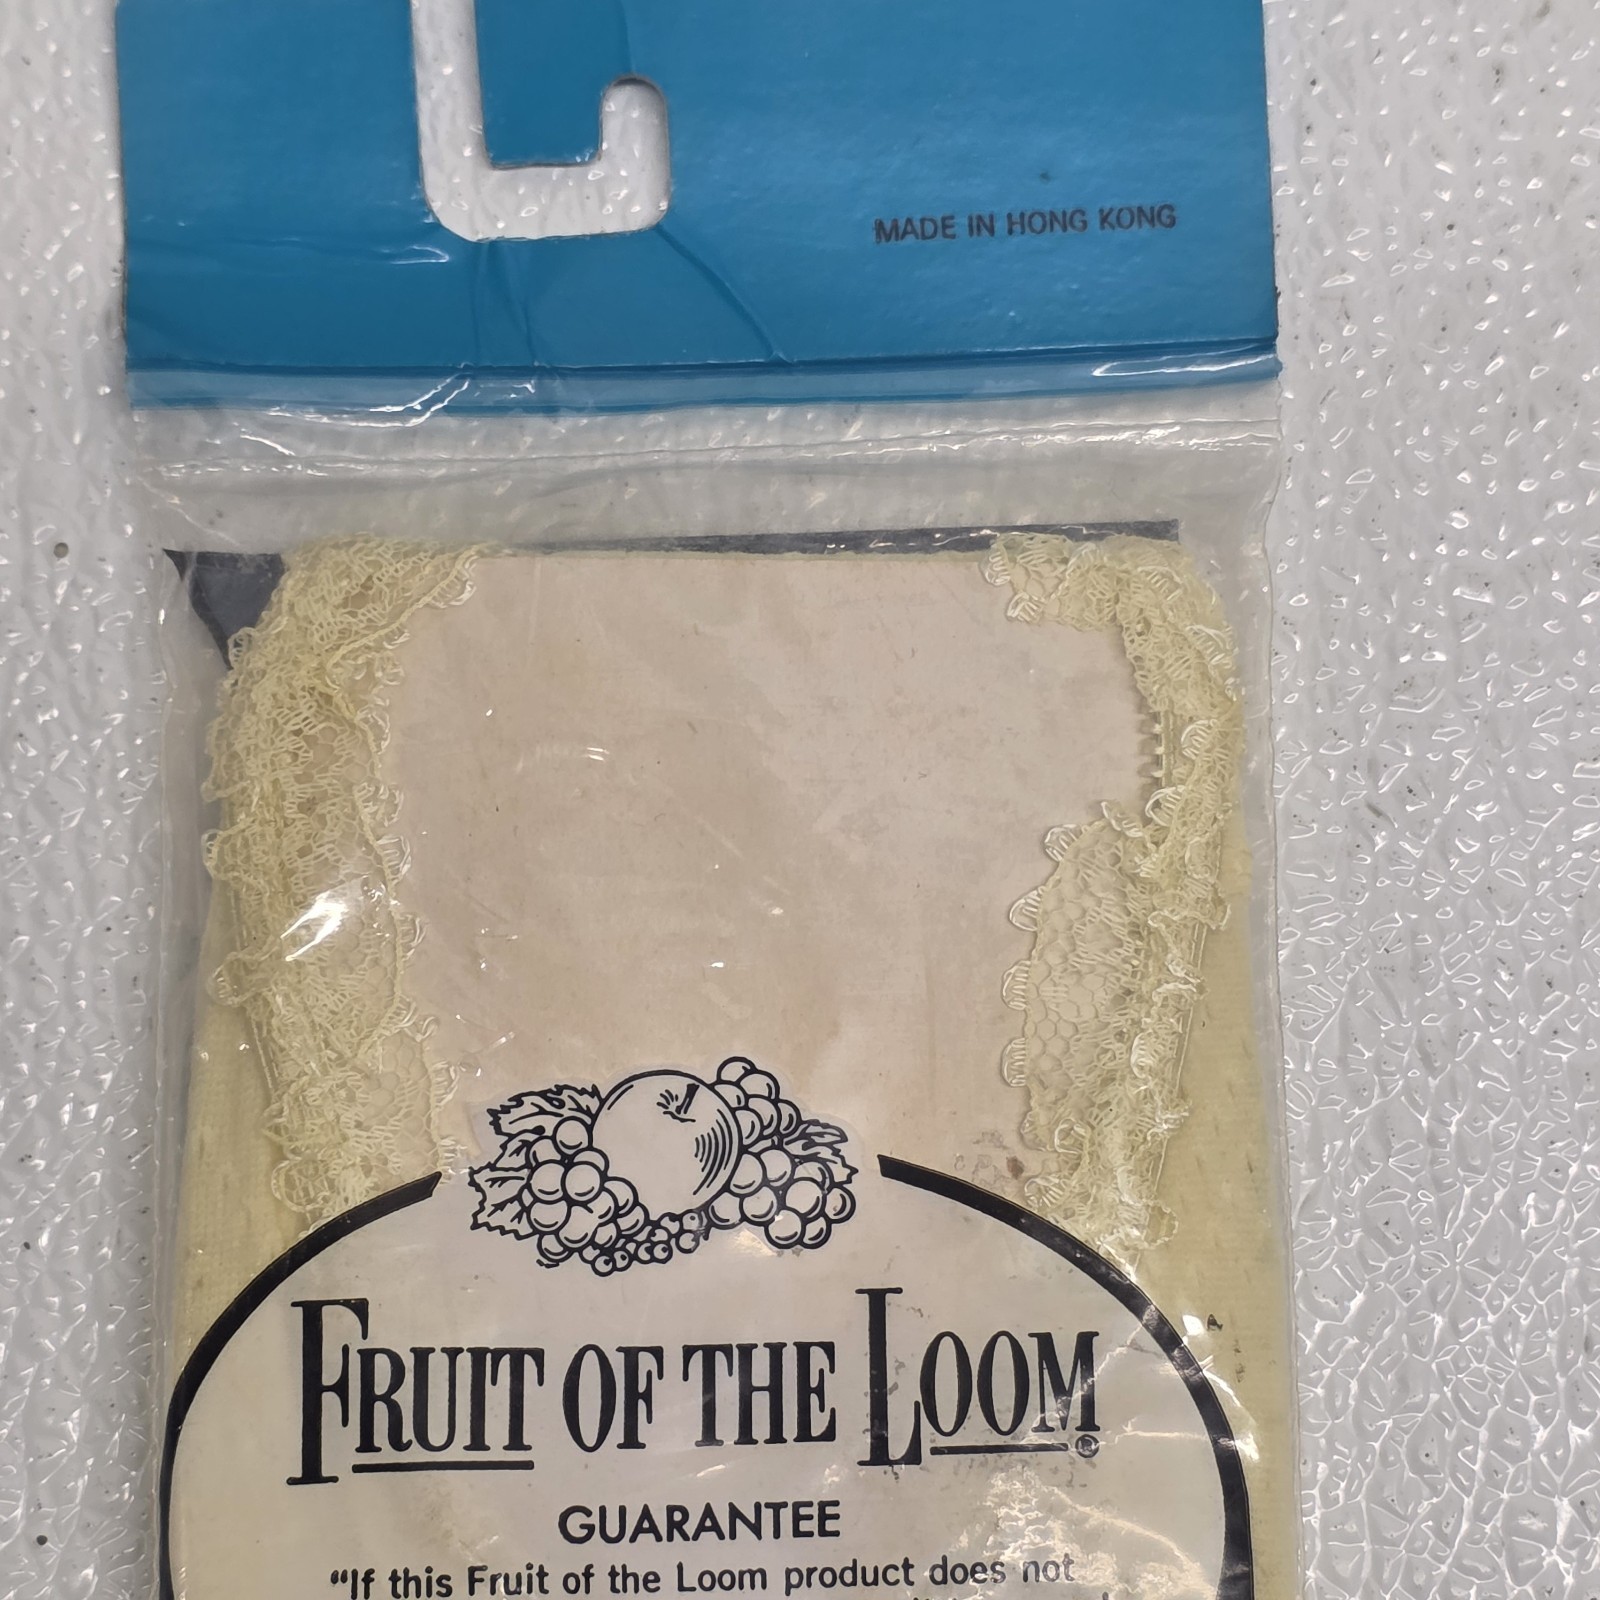 MADE IN HONG KONG
FRUIT OF THE LOOM®
GUARANTEE
“If this Fruit of the Loom product does not